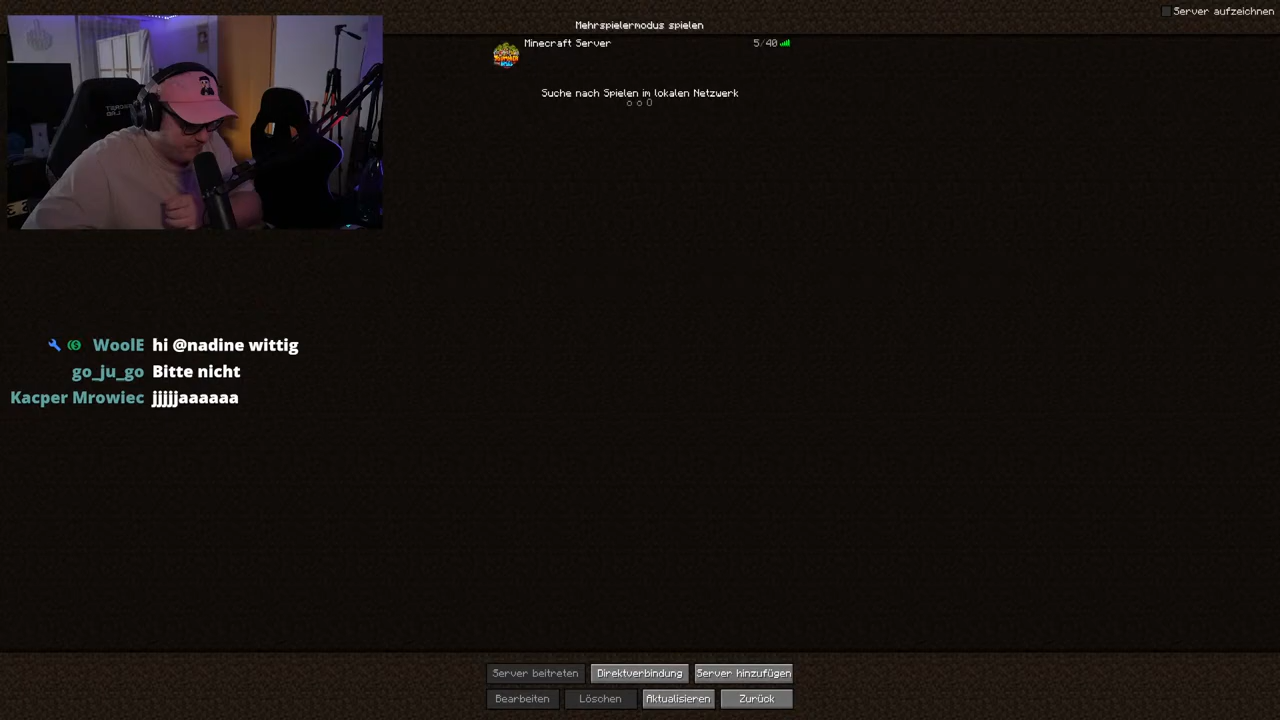 Server aufzeichnen
Mehrspielermodus spielen
Minecraft Server
5/40
Suche nach Spielen im lokalen Netzwerk
o o O
WoolE hi @nadine wittig
go_ju_go Bitte nicht
Kacper Mrowiec jjjjjaaaaaa
Server beitreten
Direktverbindung
Server hinzufügen
Bearbeiten
Löschen
Aktualisieren
Zurück